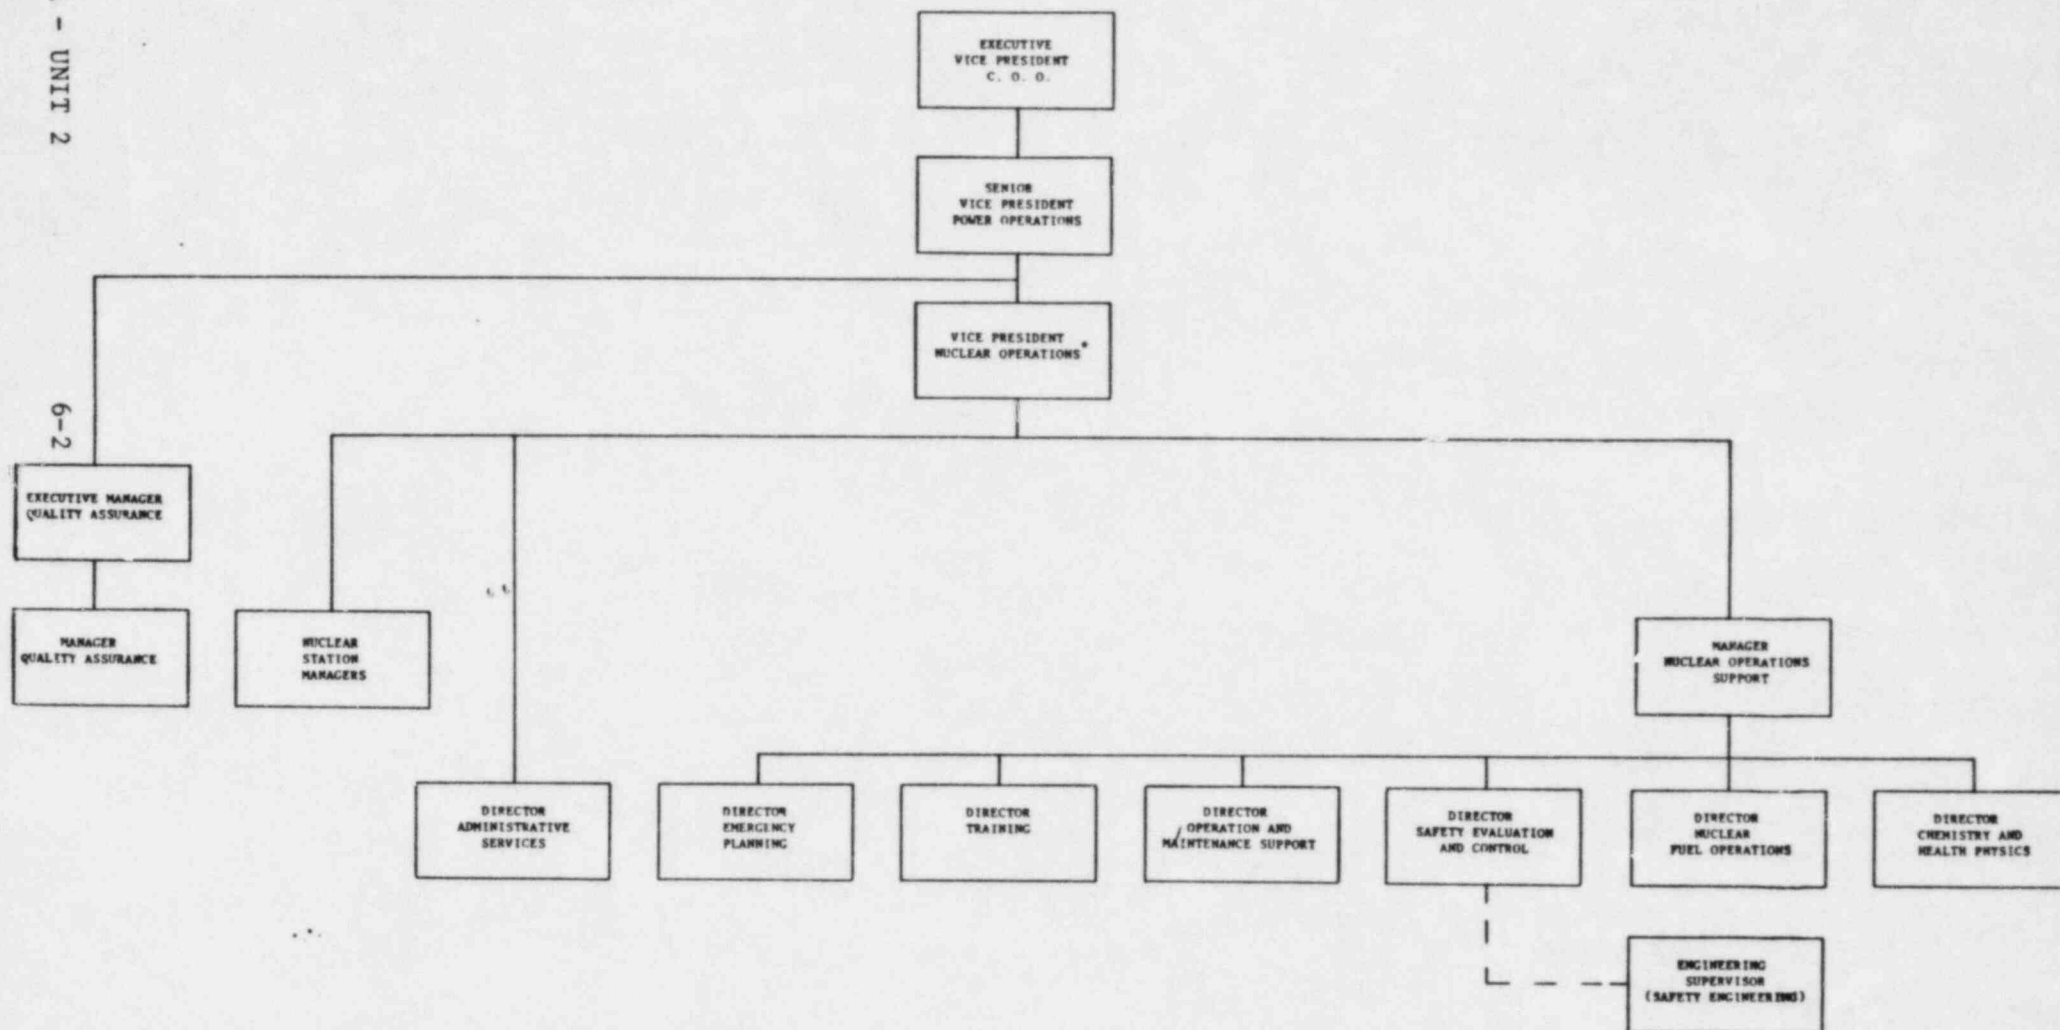 - UNIT 2
6-2
EXECUTIVE
VICE PRESIDENT
C. O. O.
SENIOR
VICE PRESIDENT
POWER OPERATIONS
VICE PRESIDENT
NUCLEAR OPERATIONS*
EXECUTIVE MANAGER
QUALITY ASSURANCE
MANAGER
QUALITY ASSURANCE
NUCLEAR
STATION
MANAGERS
MANAGER
NUCLEAR OPERATIONS
SUPPORT
DIRECTOR
ADMINISTRATIVE
SERVICES
DIRECTOR
EMERGENCY
PLANNING
DIRECTOR
TRAINING
DIRECTOR
OPERATION AND
MAINTENANCE SUPPORT
DIRECTOR
SAFETY EVALUATION
AND CONTROL
DIRECTOR
NUCLEAR
FUEL OPERATIONS
DIRECTOR
CHEMISTRY AND
HEALTH PHYSICS
ENGINEERING
SUPERVISOR
(SAFETY ENGINEERING)